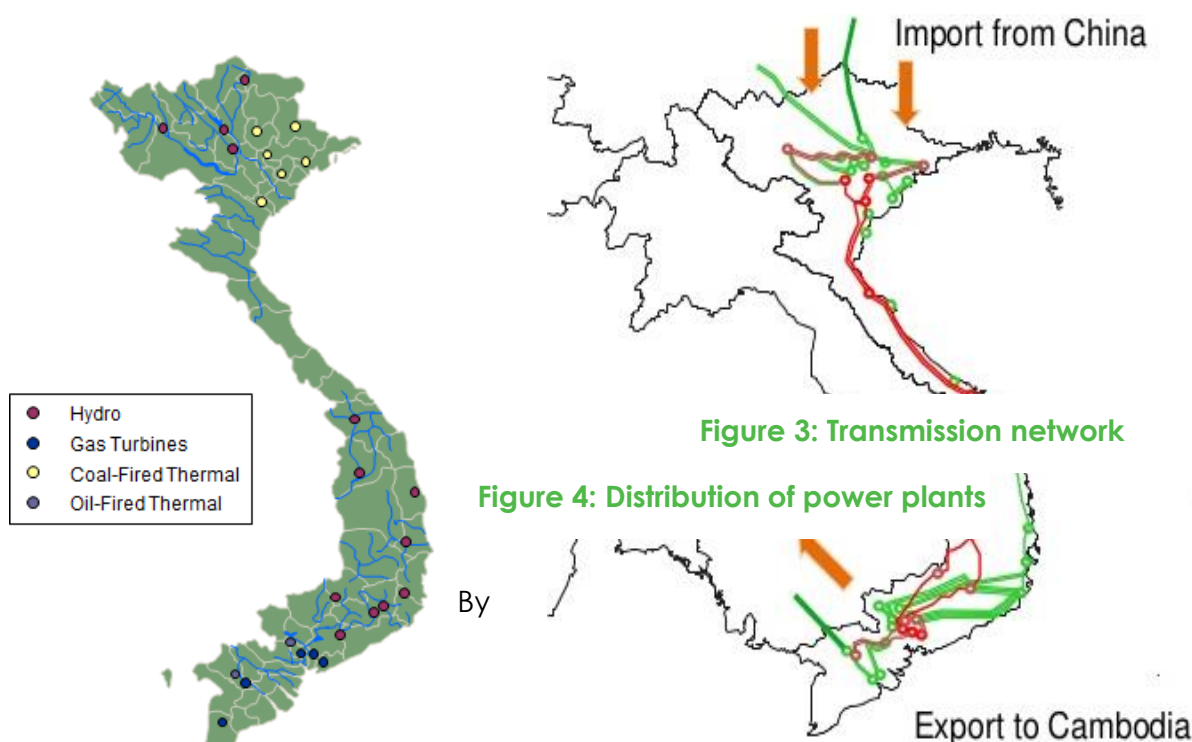 Import from China
Hydro
Gas Turbines
Coal-Fired Thermal
Oil-Fired Thermal
Figure 3: Transmission network
Figure 4: Distribution of power plants
By
Export to Cambodia